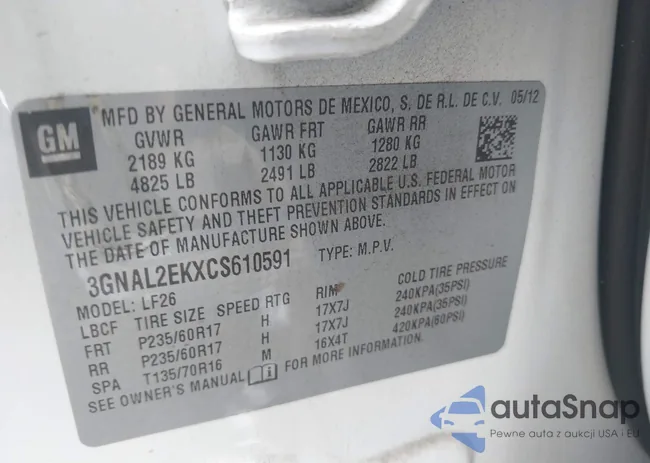 GM
MFD BY GENERAL MOTORS DE MEXICO, S. DE R.L. DE C.V. 05/12
GVWR GAWR FRT GAWR RR
2189 KG 1130 KG 1280 KG
4825 LB 2491 LB 2822 LB
THIS VEHICLE CONFORMS TO ALL APPLICABLE U.S. FEDERAL MOTOR
VEHICLE SAFETY AND THEFT PREVENTION STANDARDS IN EFFECT ON
THE DATE OF MANUFACTURE SHOWN ABOVE.
3GNAL2EKXCS610591 TYPE: M.P.V.
MODEL: LF26
LBCF TIRE SIZE SPEED RTG RIM COLD TIRE PRESSURE
FRT P235/60R17 H 17X7J 240KPA(35PSI)
RR P235/60R17 H 17X7J 240KPA(35PSI)
SPA T135/70R16 M 16X4T 420KPA(60PSI)
SEE OWNER'S MANUAL FOR MORE INFORMATION.
autaSnap
Pewne auta z aukcji USA i EU